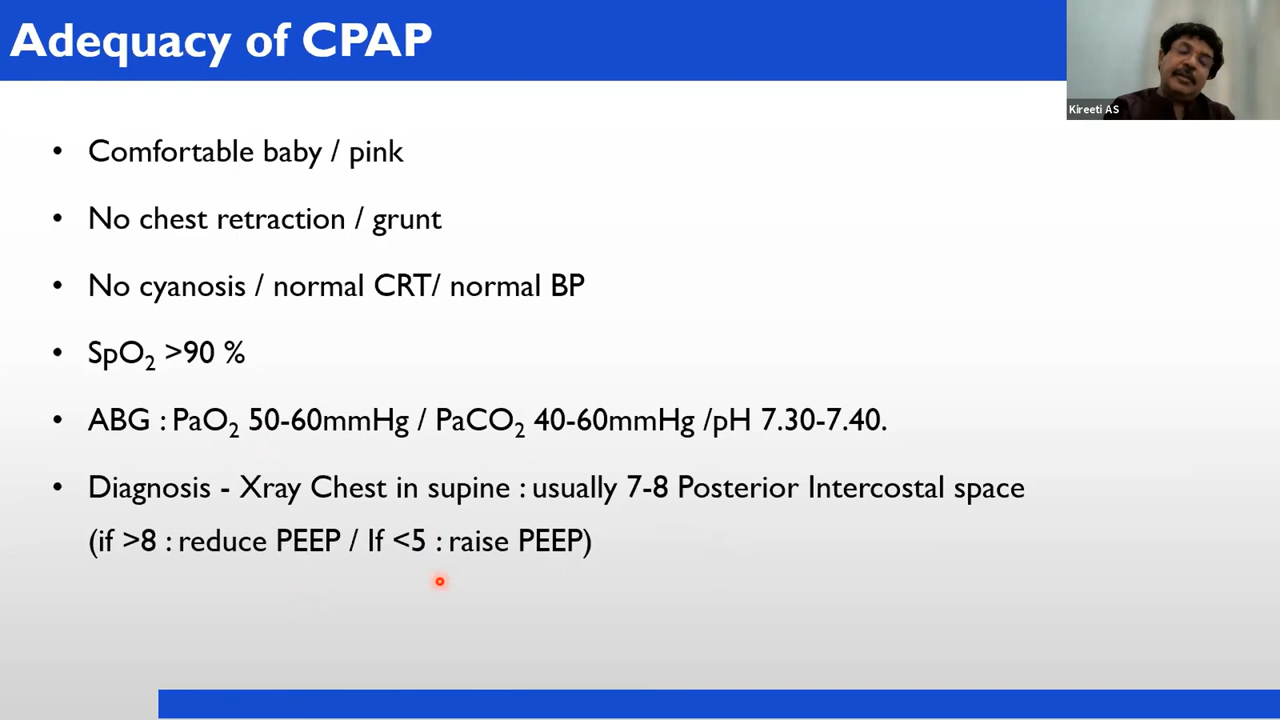 Adequacy of CPAP
Kireeti AS
• Comfortable baby / pink
• No chest retraction / grunt
• No cyanosis / normal CRT/ normal BP
• SpO₂ >90 %
• ABG : PaO₂ 50-60mmHg / PaCO₂ 40-60mmHg /pH 7.30-7.40.
• Diagnosis - Xray Chest in supine : usually 7-8 Posterior Intercostal space
(if >8 : reduce PEEP / If <5 : raise PEEP)